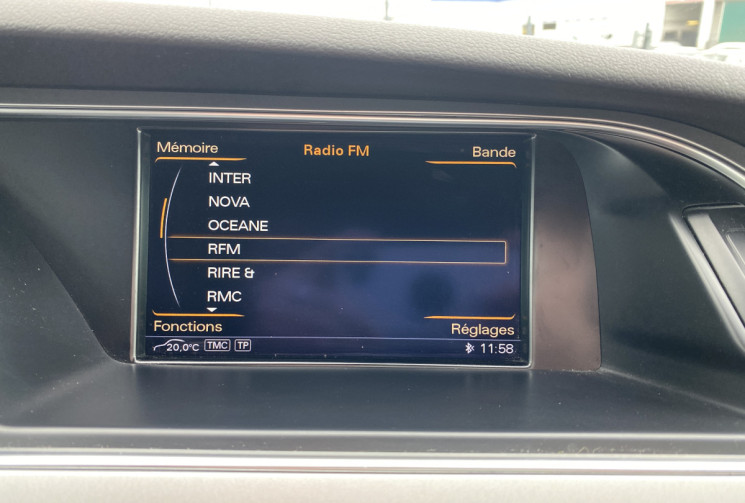 Mémoire Radio FM Bande
INTER
NOVA
OCEANE
RFM
RIRE &
RMC
Fonctions Réglages
20,0°C TMC TP 11:58